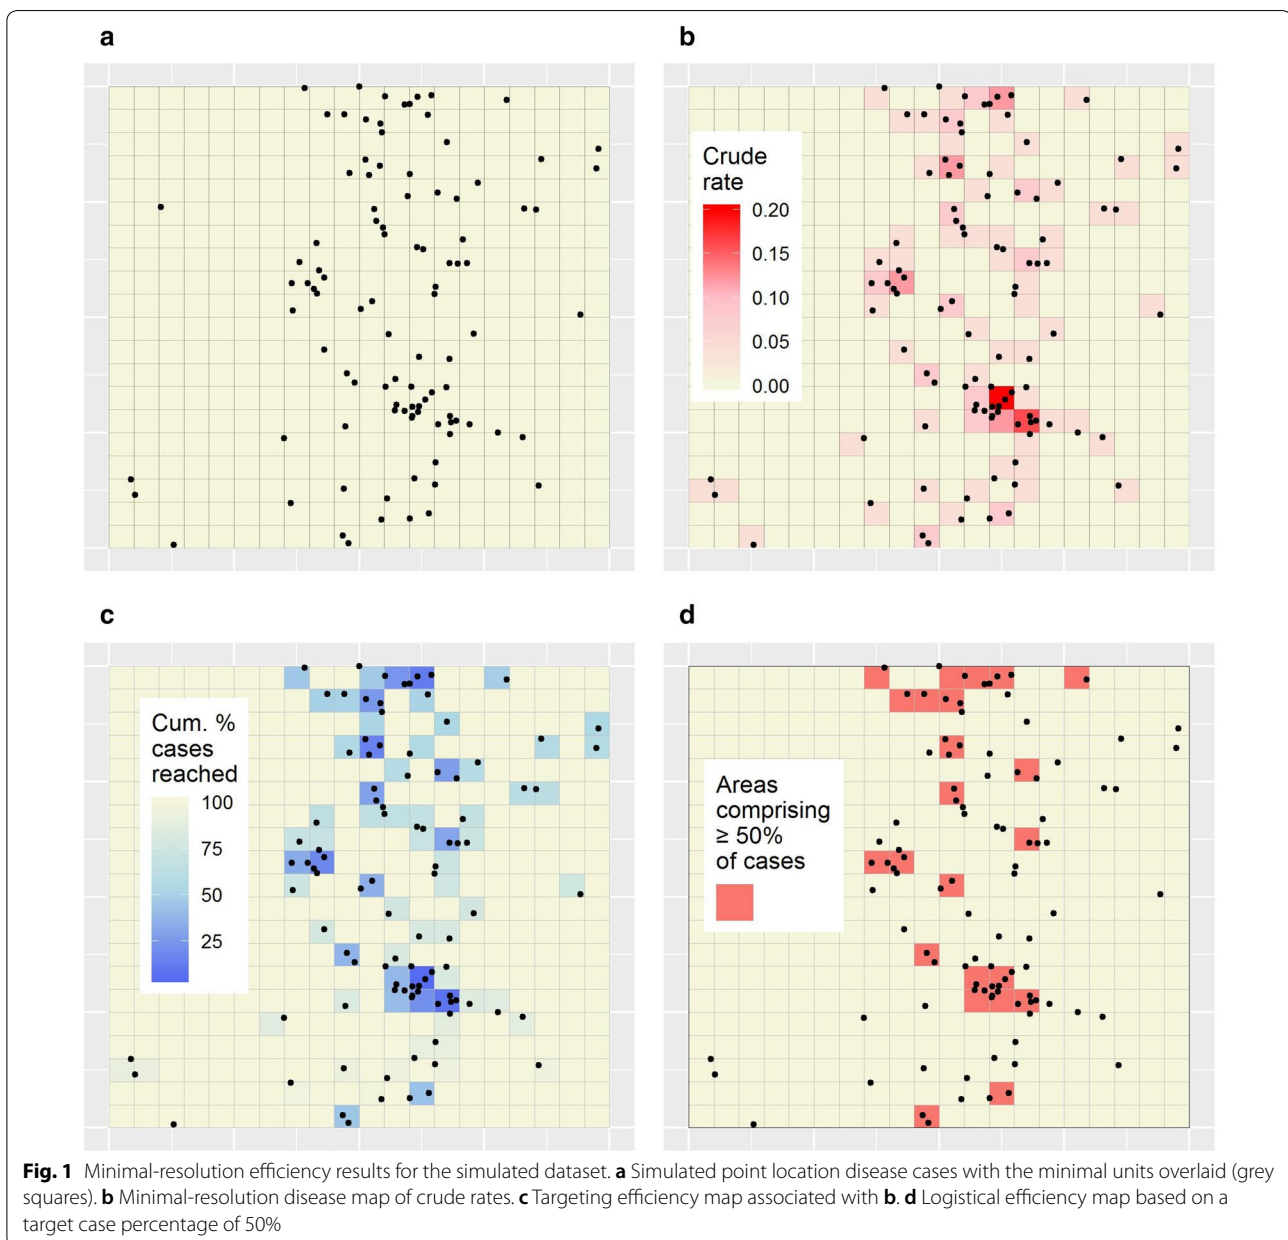 a
b
Crude
rate
0.20
0.15
0.10
0.05
0.00
c
d
Cum. %
cases
reached
100
75
50
25
Areas
comprising
≥ 50%
of cases
Fig. 1 Minimal-resolution efficiency results for the simulated dataset. a Simulated point location disease cases with the minimal units overlaid (grey
squares). b Minimal-resolution disease map of crude rates. c Targeting efficiency map associated with b. d Logistical efficiency map based on a
target case percentage of 50%